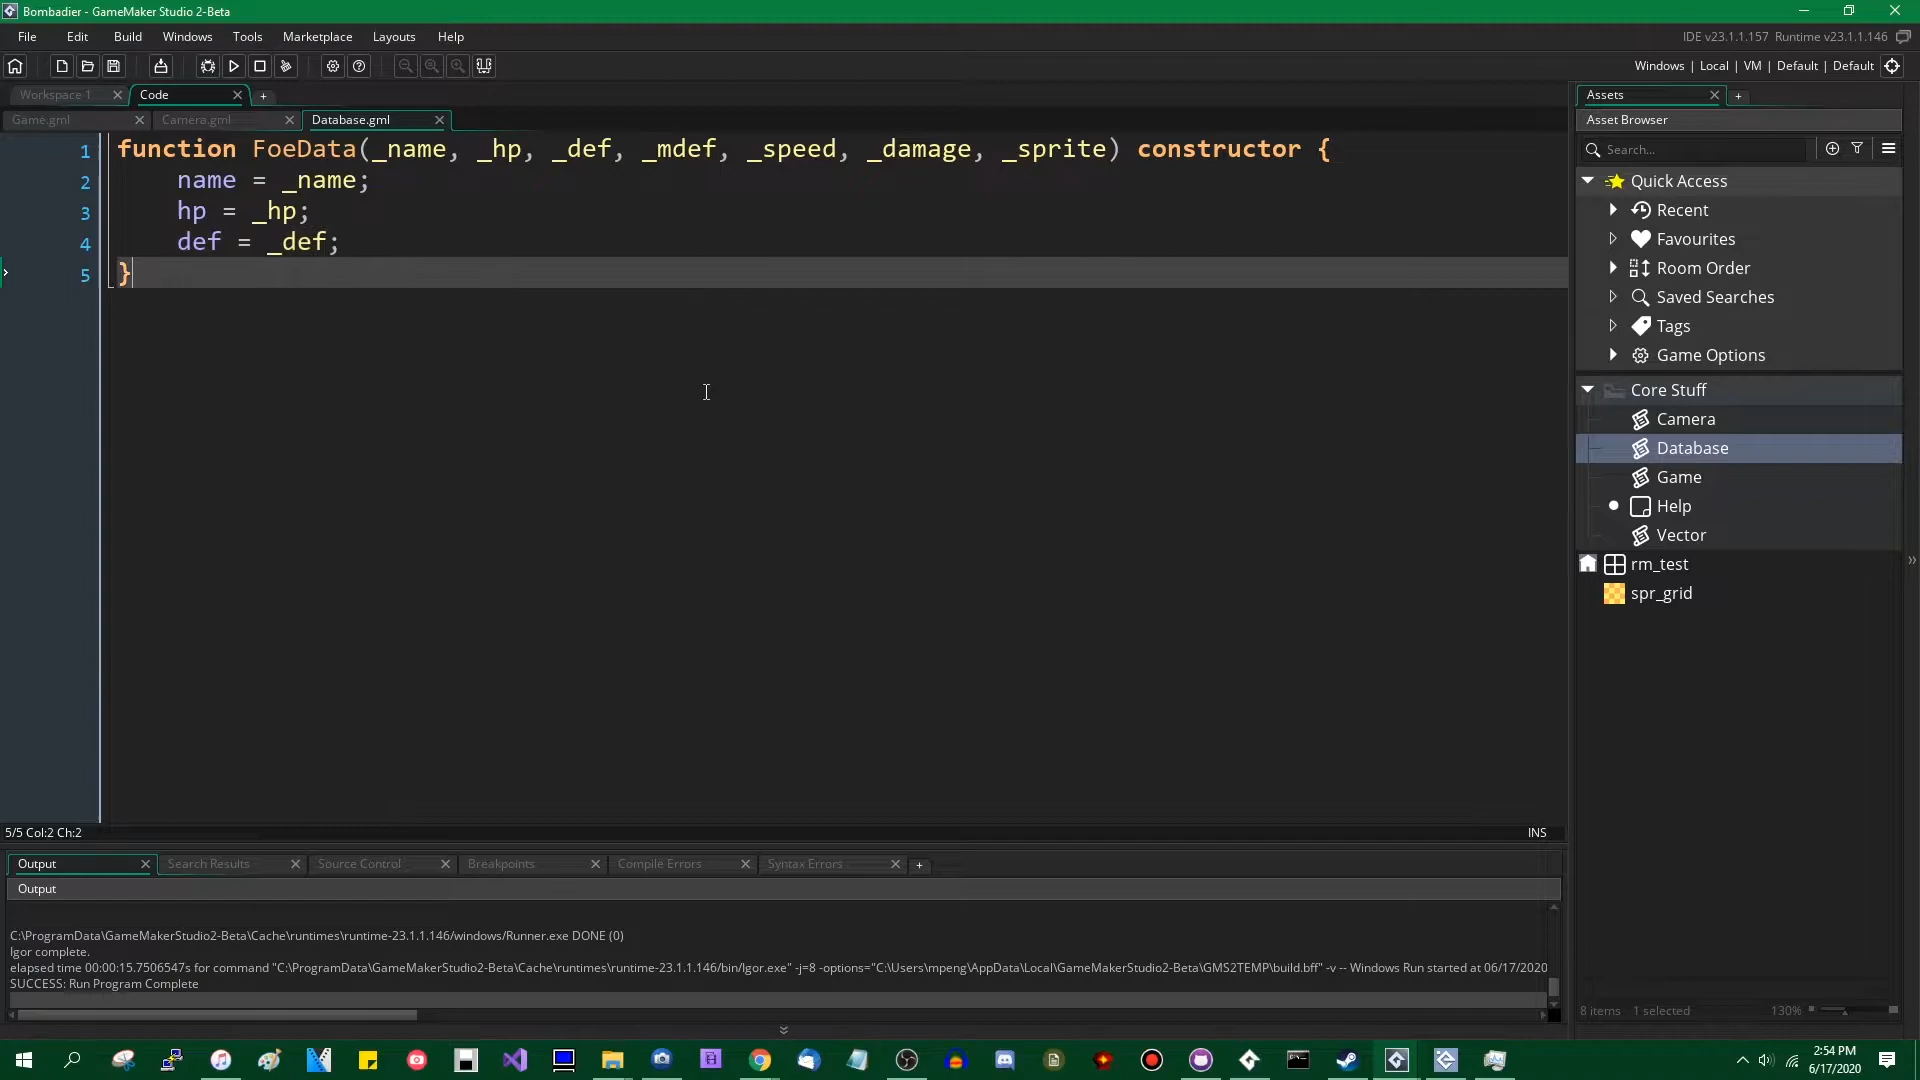 Bombadier - GameMaker Studio 2-Beta
File Edit Build Windows Tools Marketplace Layouts Help
IDE v23.1.1.157 Runtime v23.1.1.146
Windows | Local | VM | Default | Default
Workspace 1
Code
Game.gml
Camera.gml
Database.gml
1 function FoeData(_name, _hp, _def, _mdef, _speed, _damage, _sprite) constructor {
2 name = _name;
3 hp = _hp;
4 def = _def;
5 }
5/5 Col:2 Ch:2
INS
Assets
Asset Browser
Search...
Quick Access
Recent
Favourites
Room Order
Saved Searches
Tags
Game Options
Core Stuff
Camera
Database
Game
Help
Vector
rm_test
spr_grid
8 items 1 selected
130%
Output Search Results Source Control Breakpoints Compile Errors Syntax Errors
Output
C:\ProgramData\GameMakerStudio2-Beta\Cache\runtimes\runtime-23.1.1.146/windows/Runner.exe DONE (0)
Igor complete.
elapsed time 00:00:15.7506547s for command "C:\ProgramData\GameMakerStudio2-Beta\Cache\runtimes\runtime-23.1.1.146/bin/Igor.exe" -j=8 -options="C:\Users\mpeng\AppData\Local\GameMakerStudio2-Beta\GMS2TEMP\build.bff" -v -- Windows Run started at 06/17/2020
SUCCESS: Run Program Complete
2:54 PM
6/17/2020